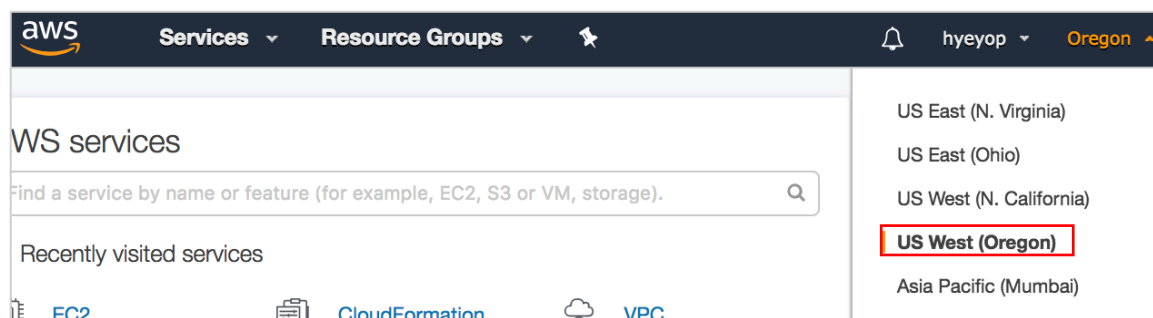 aws Services Resource Groups hyeyop Oregon
US East (N. Virginia)
WS services
US East (Ohio)
Find a service by name or feature (for example, EC2, S3 or VM, storage).
US West (N. California)
US West (Oregon)
Recently visited services
Asia Pacific (Mumbai)
EC2 CloudFormation VPC